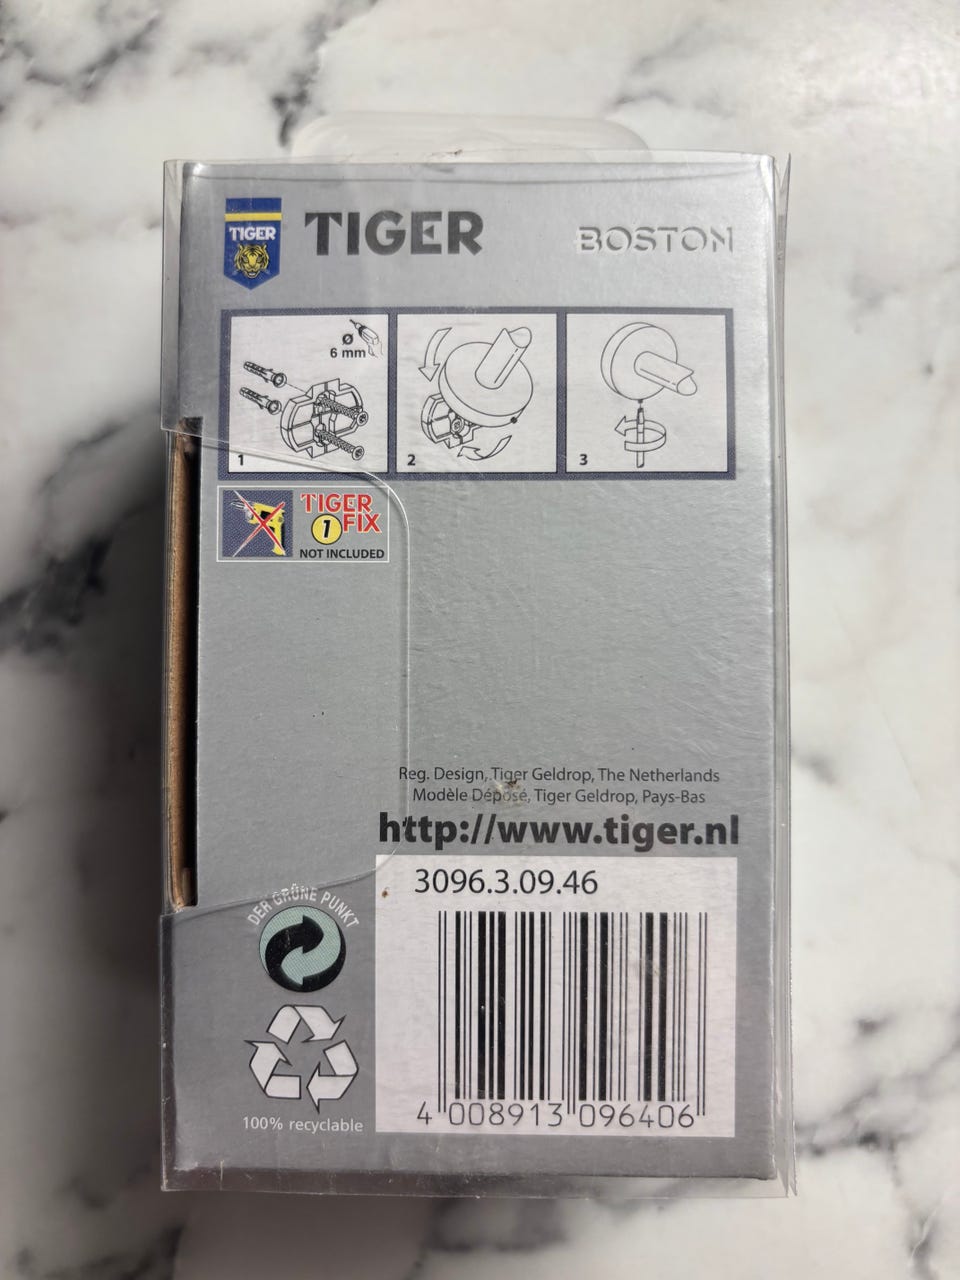 TIGER
TIGER
BOSTON
Ø
6 mm
1
2
3
TIGER
1 FIX
NOT INCLUDED
Reg. Design, Tiger Geldrop, The Netherlands
Modèle Déposé, Tiger Geldrop, Pays-Bas
http://www.tiger.nl
3096.3.09.46
DER GRÜNE PUNKT
4 008913 096406
100% recyclable